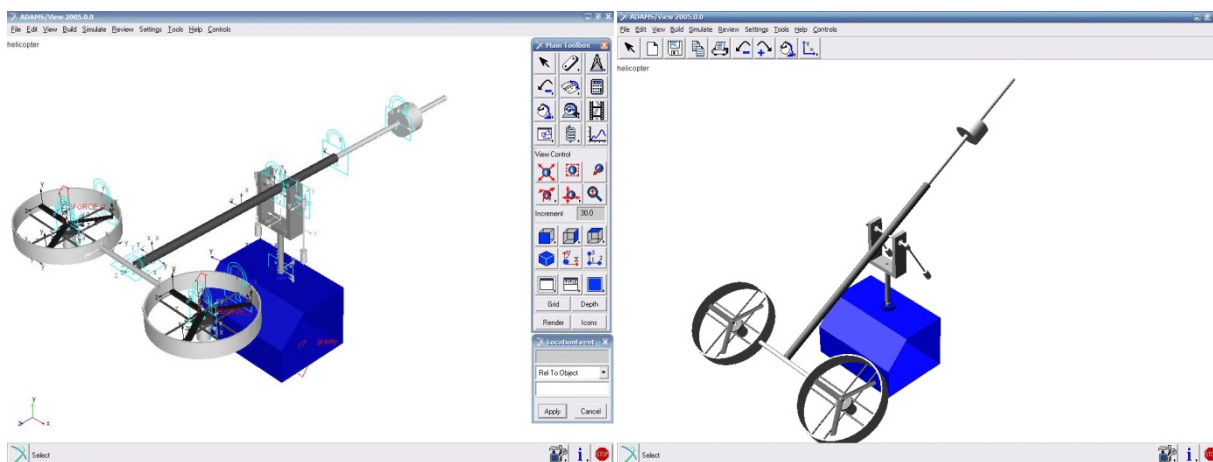 ADAMS/View 2005.0.0
File Edit View Build Simulate Review Settings Tools Help Controls
helicopter
Main Toolbox
View Control
Increment 30.0
Grid Depth
Render Icons
Rel To Object
Apply Cancel
FORCE
gravity
y
z x
Select
i
STOP
ADAMS/View 2005.0.0
File Edit View Build Simulate Review Settings Tools Help Controls
helicopter
Select
i
STOP